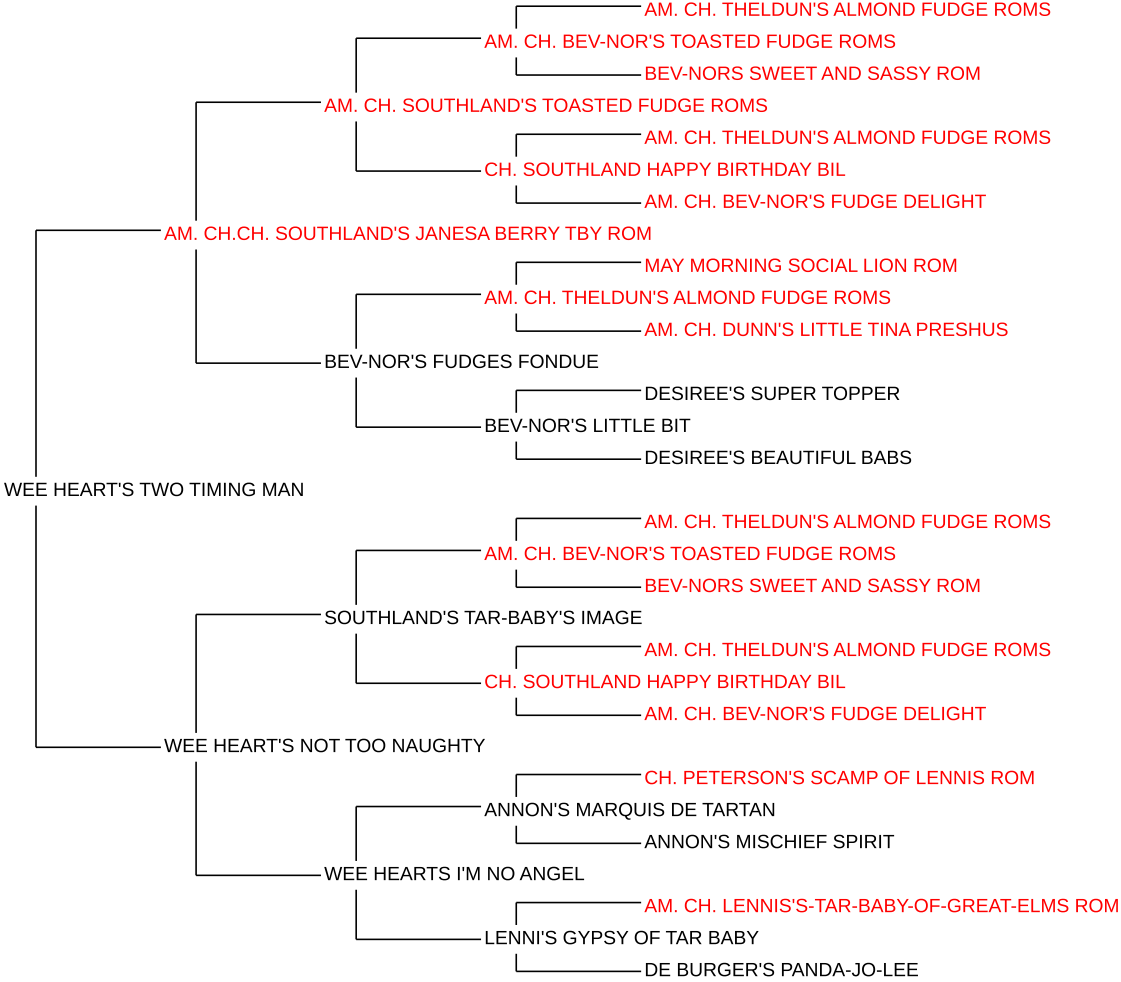 AM. CH. THELDUN'S ALMOND FUDGE ROMS
AM. CH. BEV-NOR'S TOASTED FUDGE ROMS
BEV-NORS SWEET AND SASSY ROM
AM. CH. SOUTHLAND'S TOASTED FUDGE ROMS
AM. CH. THELDUN'S ALMOND FUDGE ROMS
CH. SOUTHLAND HAPPY BIRTHDAY BIL
AM. CH. BEV-NOR'S FUDGE DELIGHT
AM. CH.CH. SOUTHLAND'S JANESA BERRY TBY ROM
MAY MORNING SOCIAL LION ROM
AM. CH. THELDUN'S ALMOND FUDGE ROMS
AM. CH. DUNN'S LITTLE TINA PRESHUS
BEV-NOR'S FUDGES FONDUE
DESIREE'S SUPER TOPPER
BEV-NOR'S LITTLE BIT
DESIREE'S BEAUTIFUL BABS
WEE HEART'S TWO TIMING MAN
AM. CH. THELDUN'S ALMOND FUDGE ROMS
AM. CH. BEV-NOR'S TOASTED FUDGE ROMS
BEV-NORS SWEET AND SASSY ROM
SOUTHLAND'S TAR-BABY'S IMAGE
AM. CH. THELDUN'S ALMOND FUDGE ROMS
CH. SOUTHLAND HAPPY BIRTHDAY BIL
AM. CH. BEV-NOR'S FUDGE DELIGHT
WEE HEART'S NOT TOO NAUGHTY
CH. PETERSON'S SCAMP OF LENNIS ROM
ANNON'S MARQUIS DE TARTAN
ANNON'S MISCHIEF SPIRIT
WEE HEARTS I'M NO ANGEL
AM. CH. LENNIS'S-TAR-BABY-OF-GREAT-ELMS ROM
LENNI'S GYPSY OF TAR BABY
DE BURGER'S PANDA-JO-LEE